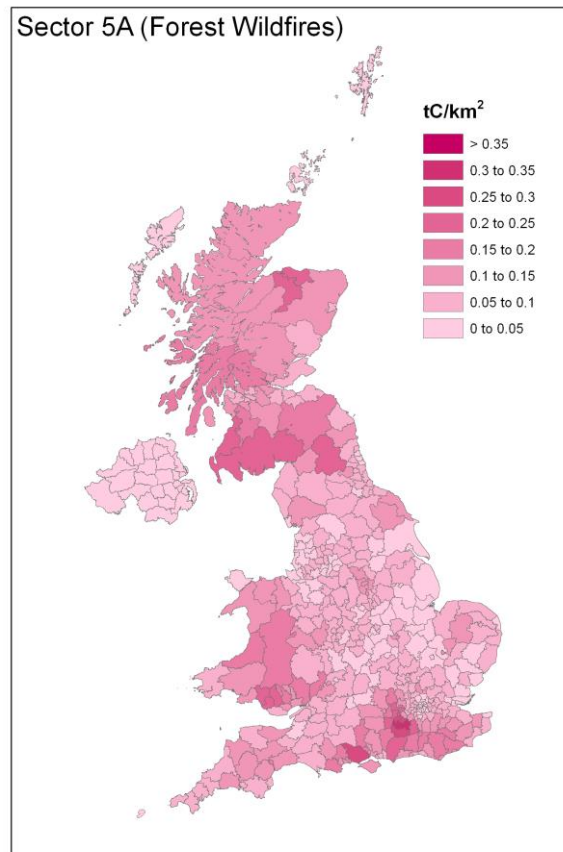 Sector 5A (Forest Wildfires)
tC/km²
> 0.35
0.3 to 0.35
0.25 to 0.3
0.2 to 0.25
0.15 to 0.2
0.1 to 0.15
0.05 to 0.1
0 to 0.05